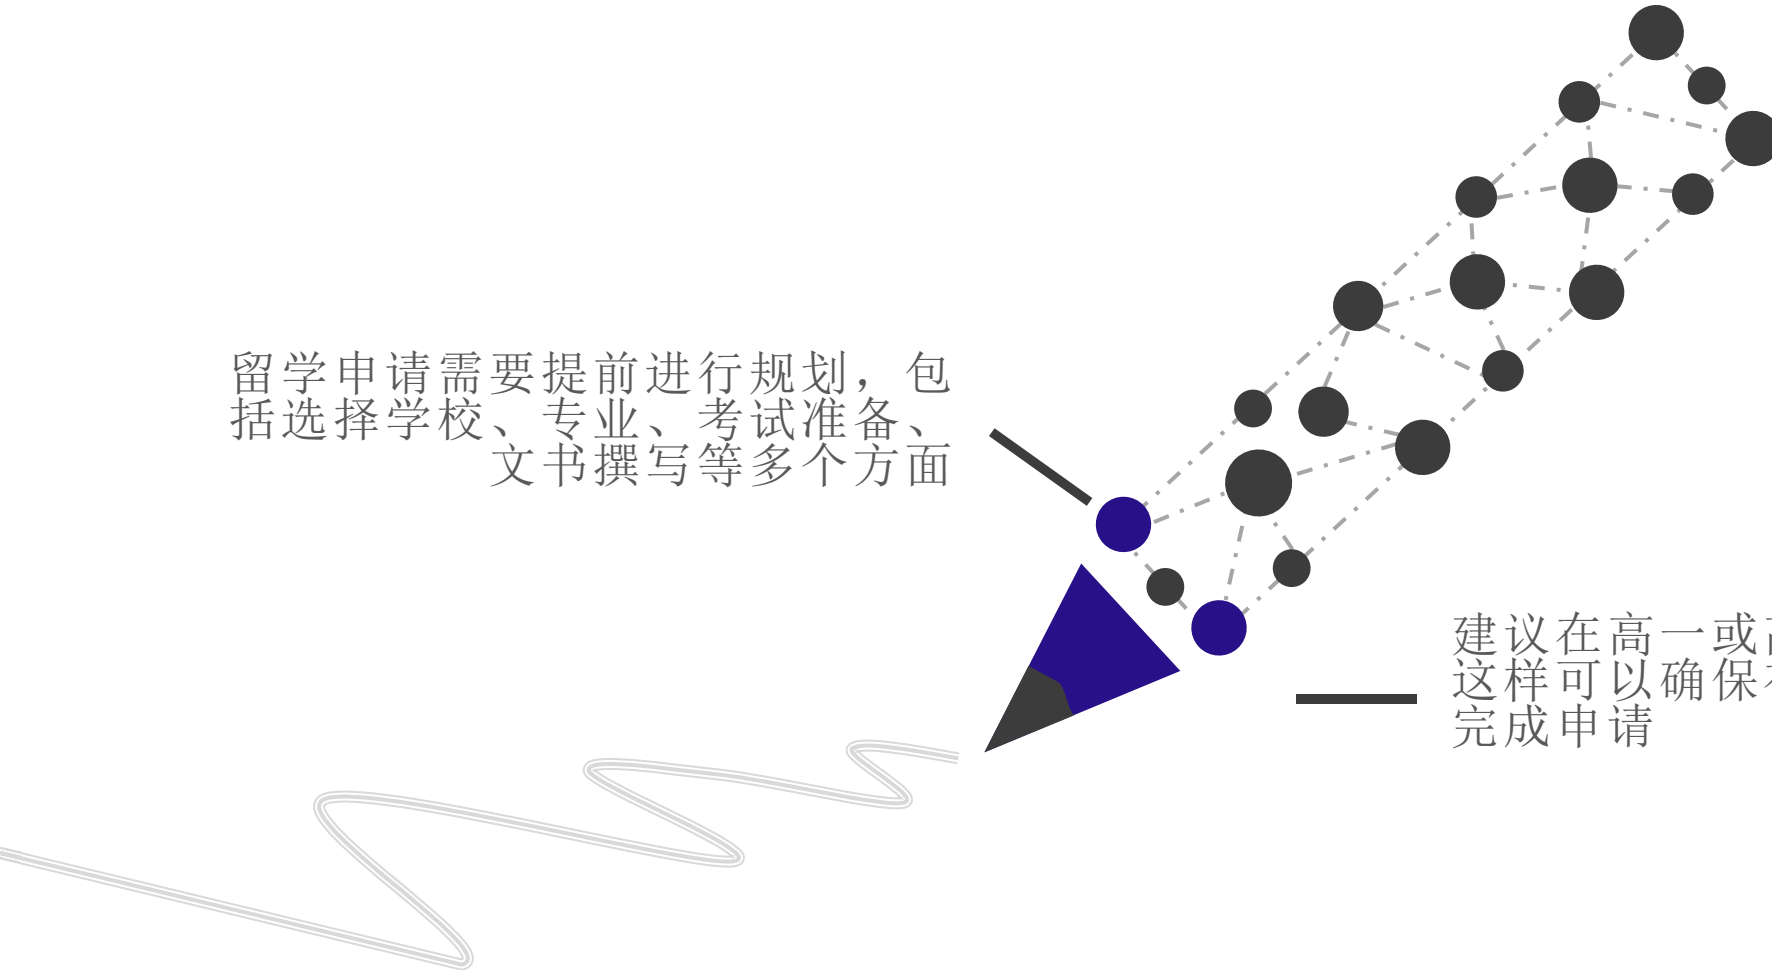 留学申请需要提前进行规划，包
括选择学校、专业、考试准备、
文书撰写等多个方面
建议在高一或
这样可以确保
完成申请